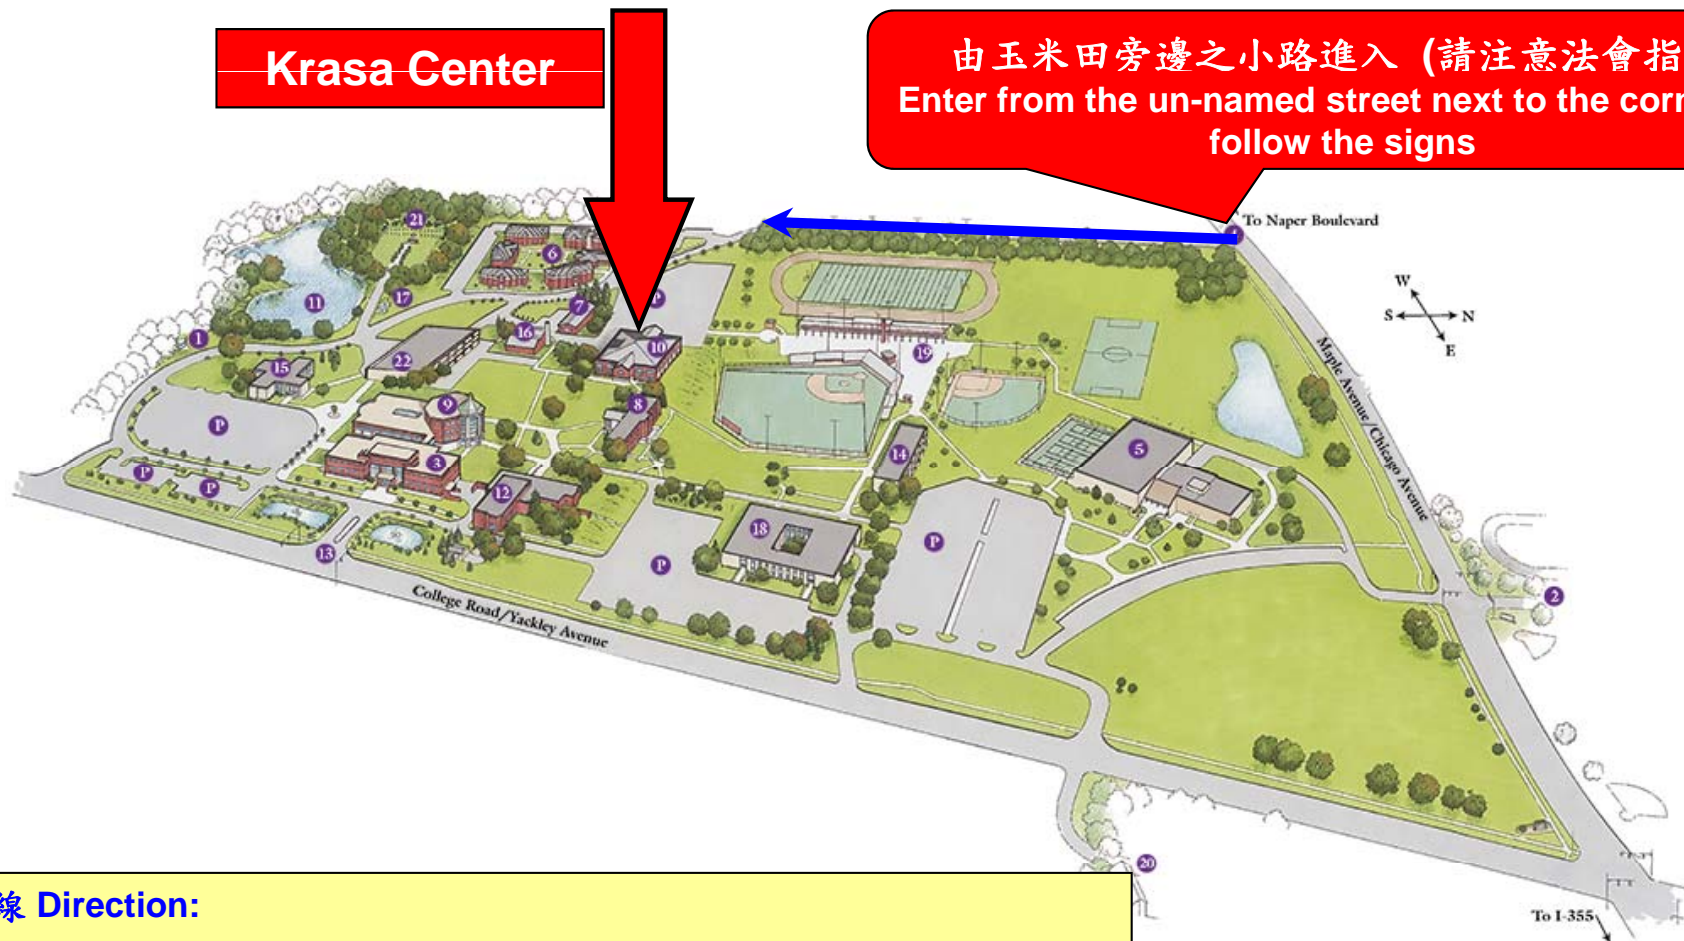 Krasa Center
由玉米田旁邊之小路進入 (請注意法會指
Enter from the un-named street next to the corn
follow the signs
To Naper Boulevard
W
S
N
E
Maple Avenue/Chicago Avenue
21
6
11
17
7
P
1
16
10
22
15
19
9
8
P
3
14
5
P
P
12
18
P
P
13
2
College Road/Yackley Avenue
20
To I-355
線 Direction: